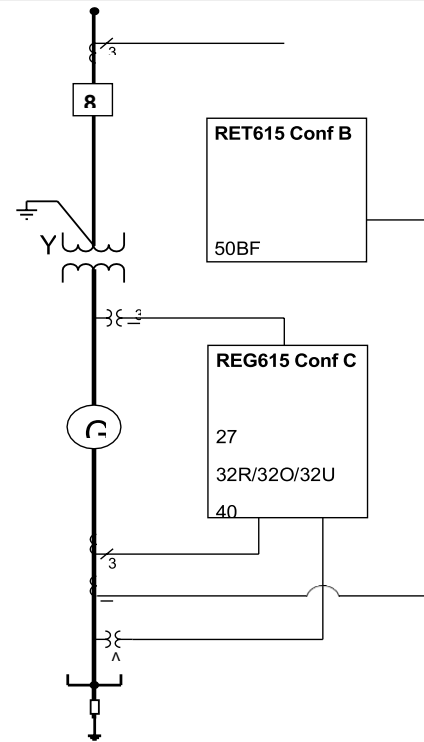 3
8
RET615 Conf B
Y
50BF
3
REG615 Conf C
G
27
32R/32O/32U
40
3